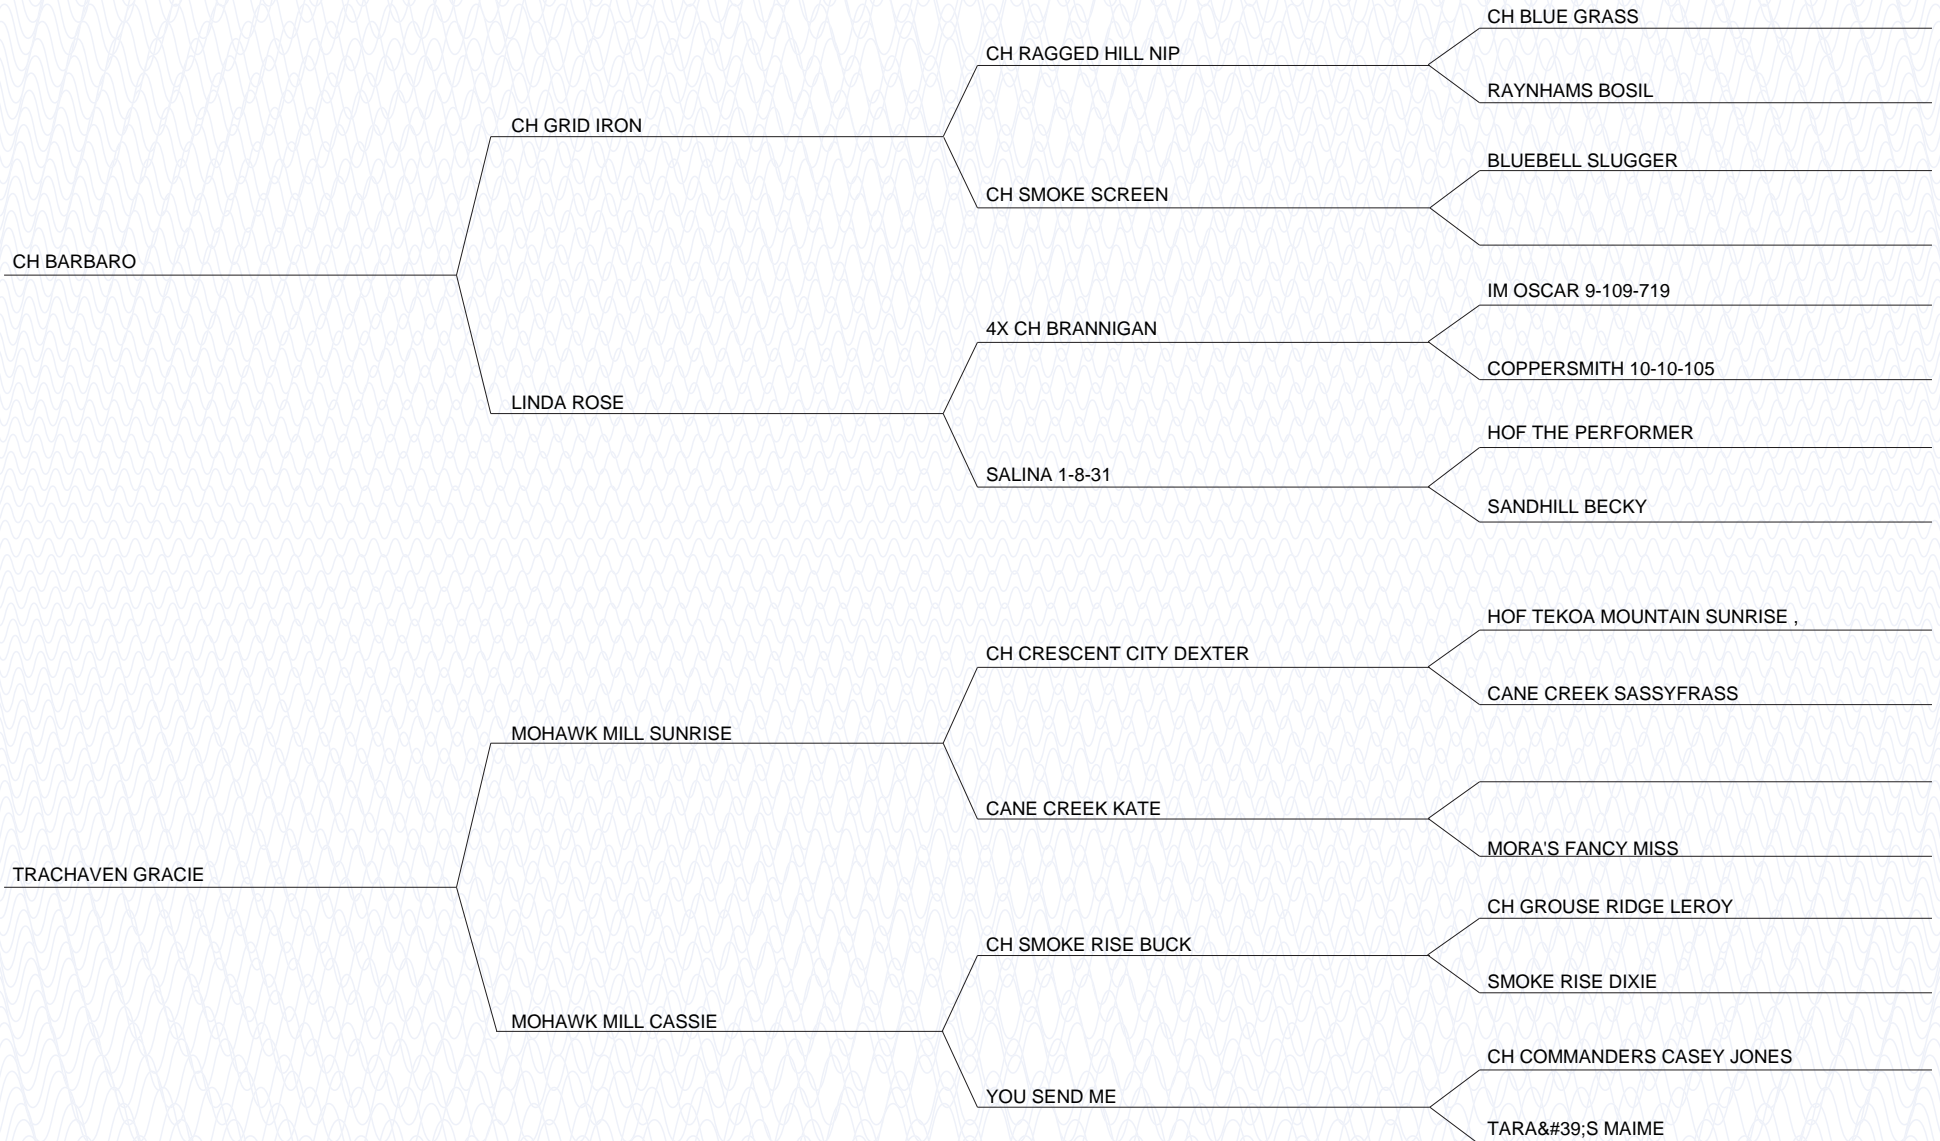 CH BLUE GRASS
CH RAGGED HILL NIP
RAYNHAMS BOSIL
CH GRID IRON
BLUEBELL SLUGGER
CH SMOKE SCREEN
CH BARBARO
IM OSCAR 9-109-719
4X CH BRANNIGAN
COPPERSMITH 10-10-105
LINDA ROSE
HOF THE PERFORMER
SALINA 1-8-31
SANDHILL BECKY
HOF TEKOA MOUNTAIN SUNRISE ,
CH CRESCENT CITY DEXTER
CANE CREEK SASSYFRASS
MOHAWK MILL SUNRISE
CANE CREEK KATE
MORA'S FANCY MISS
TRACHAVEN GRACIE
CH GROUSE RIDGE LEROY
CH SMOKE RISE BUCK
SMOKE RISE DIXIE
MOHAWK MILL CASSIE
CH COMMANDERS CASEY JONES
YOU SEND ME
TARA&#39;S MAIME